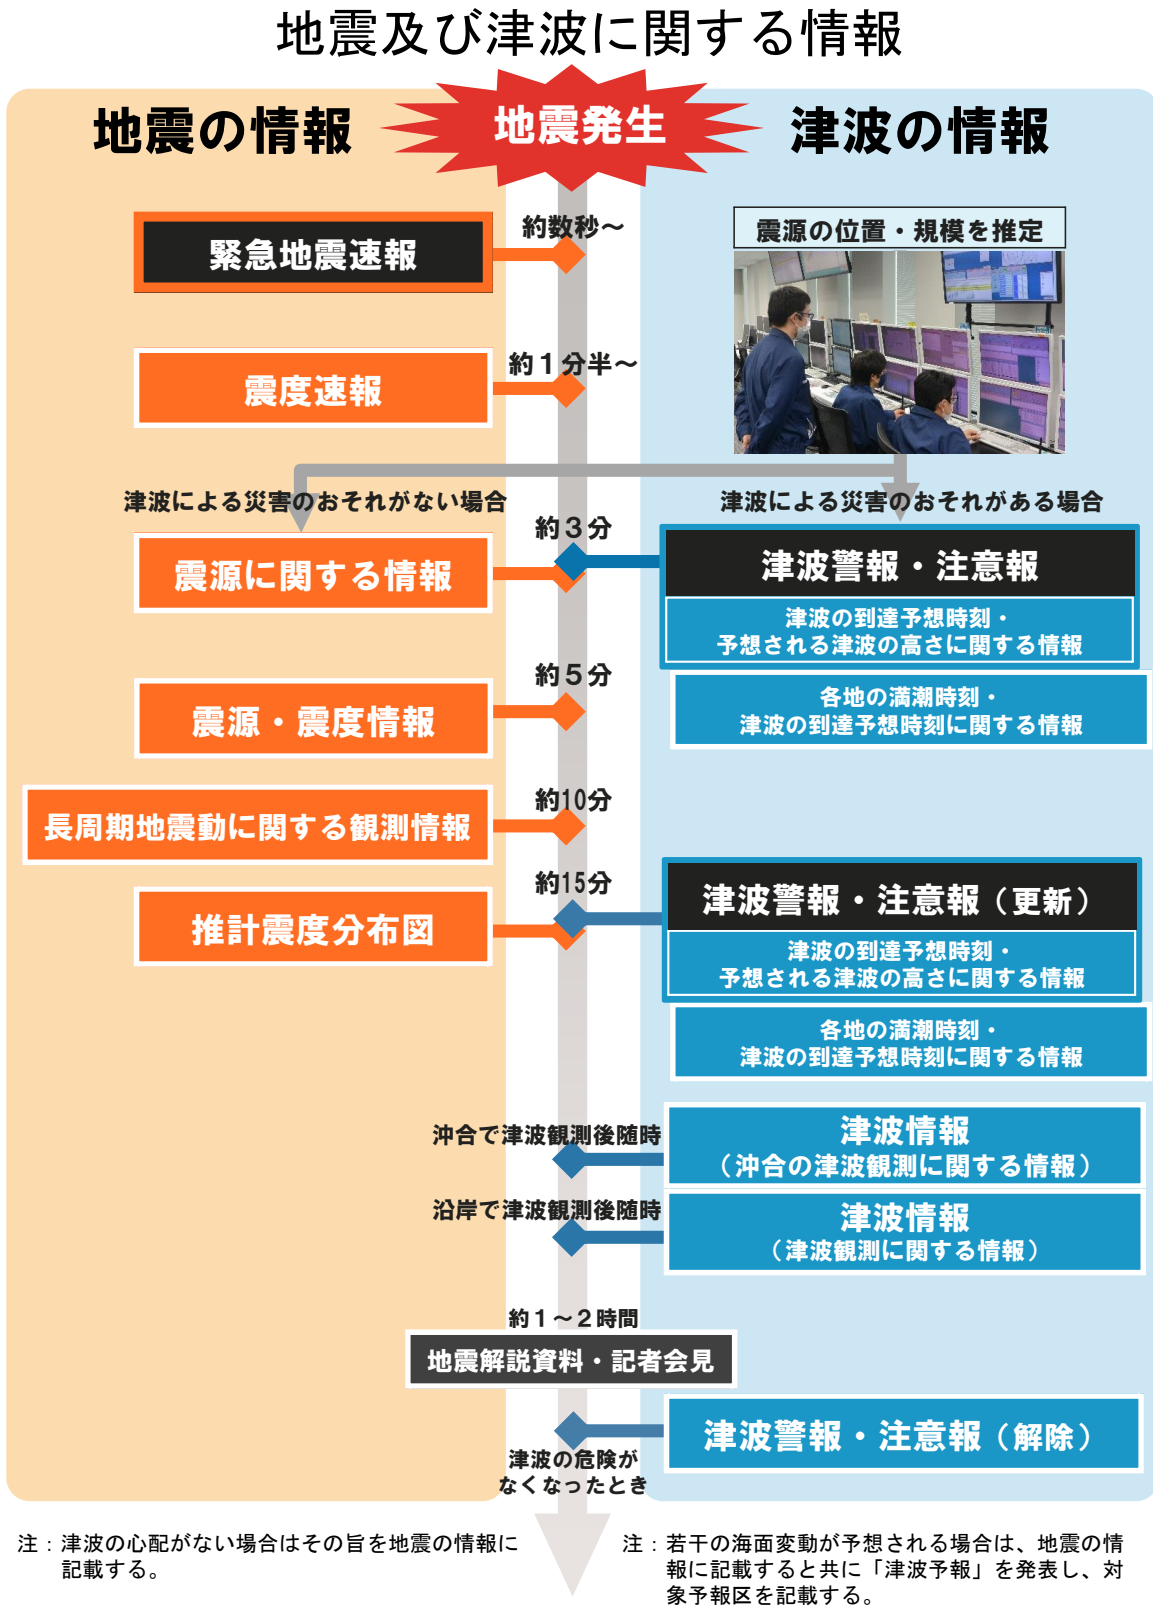 地震及び津波に関する情報
地震の情報
地震発生
津波の情報
緊急地震速報
約数秒～
震源の位置・規模を推定
震度速報
約１分半～
津波による災害のおそれがない場合
津波による災害のおそれがある場合
震源に関する情報
約３分
津波警報・注意報
津波の到達予想時刻・
予想される津波の高さに関する情報
各地の満潮時刻・
津波の到達予想時刻に関する情報
震源・震度情報
約５分
長周期地震動に関する観測情報
約10分
推計震度分布図
約15分
津波警報・注意報（更新）
津波の到達予想時刻・
予想される津波の高さに関する情報
各地の満潮時刻・
津波の到達予想時刻に関する情報
沖合で津波観測後随時
津波情報
（沖合の津波観測に関する情報）
沿岸で津波観測後随時
津波情報
（津波観測に関する情報）
約１～２時間
地震解説資料・記者会見
津波警報・注意報（解除）
津波の危険が
なくなったとき
注：津波の心配がない場合はその旨を地震の情報に
記載する。
注：若干の海面変動が予想される場合は、地震の情
報に記載すると共に「津波予報」を発表し、対
象予報区を記載する。